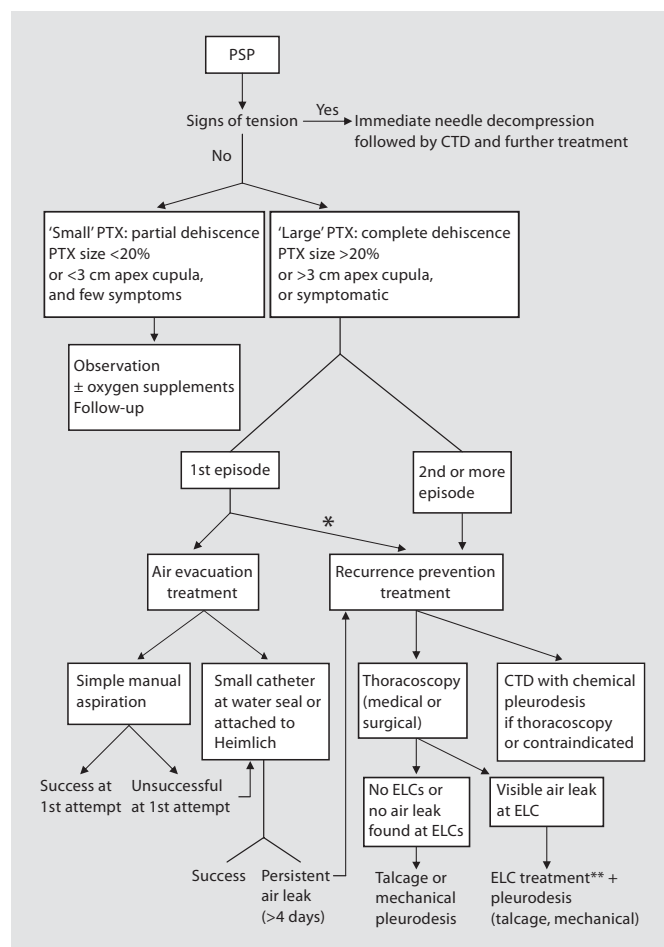 PSP
Signs of tension
Yes
Immediate needle decompression
followed by CTD and further treatment
No
‘Small’ PTX: partial dehiscence
PTX size <20%
or <3 cm apex cupula,
and few symptoms
‘Large’ PTX: complete dehiscence
PTX size >20%
or >3 cm apex cupula,
or symptomatic
Observation
± oxygen supplements
Follow-up
1st episode
2nd or more
episode
*
Air evacuation
treatment
Recurrence prevention
treatment
Simple manual
aspiration
Small catheter
at water seal or
attached to
Heimlich
Thoracoscopy
(medical or
surgical)
CTD with chemical
pleurodesis
if thoracoscopy
or contraindicated
Success at
1st attempt
Unsuccessful
at 1st attempt
No ELCs or
no air leak
found at ELCs
Visible air leak
at ELC
Success
Persistent
air leak
(>4 days)
Talcage or
mechanical
pleurodesis
ELC treatment** +
pleurodesis
(talcage, mechanical)